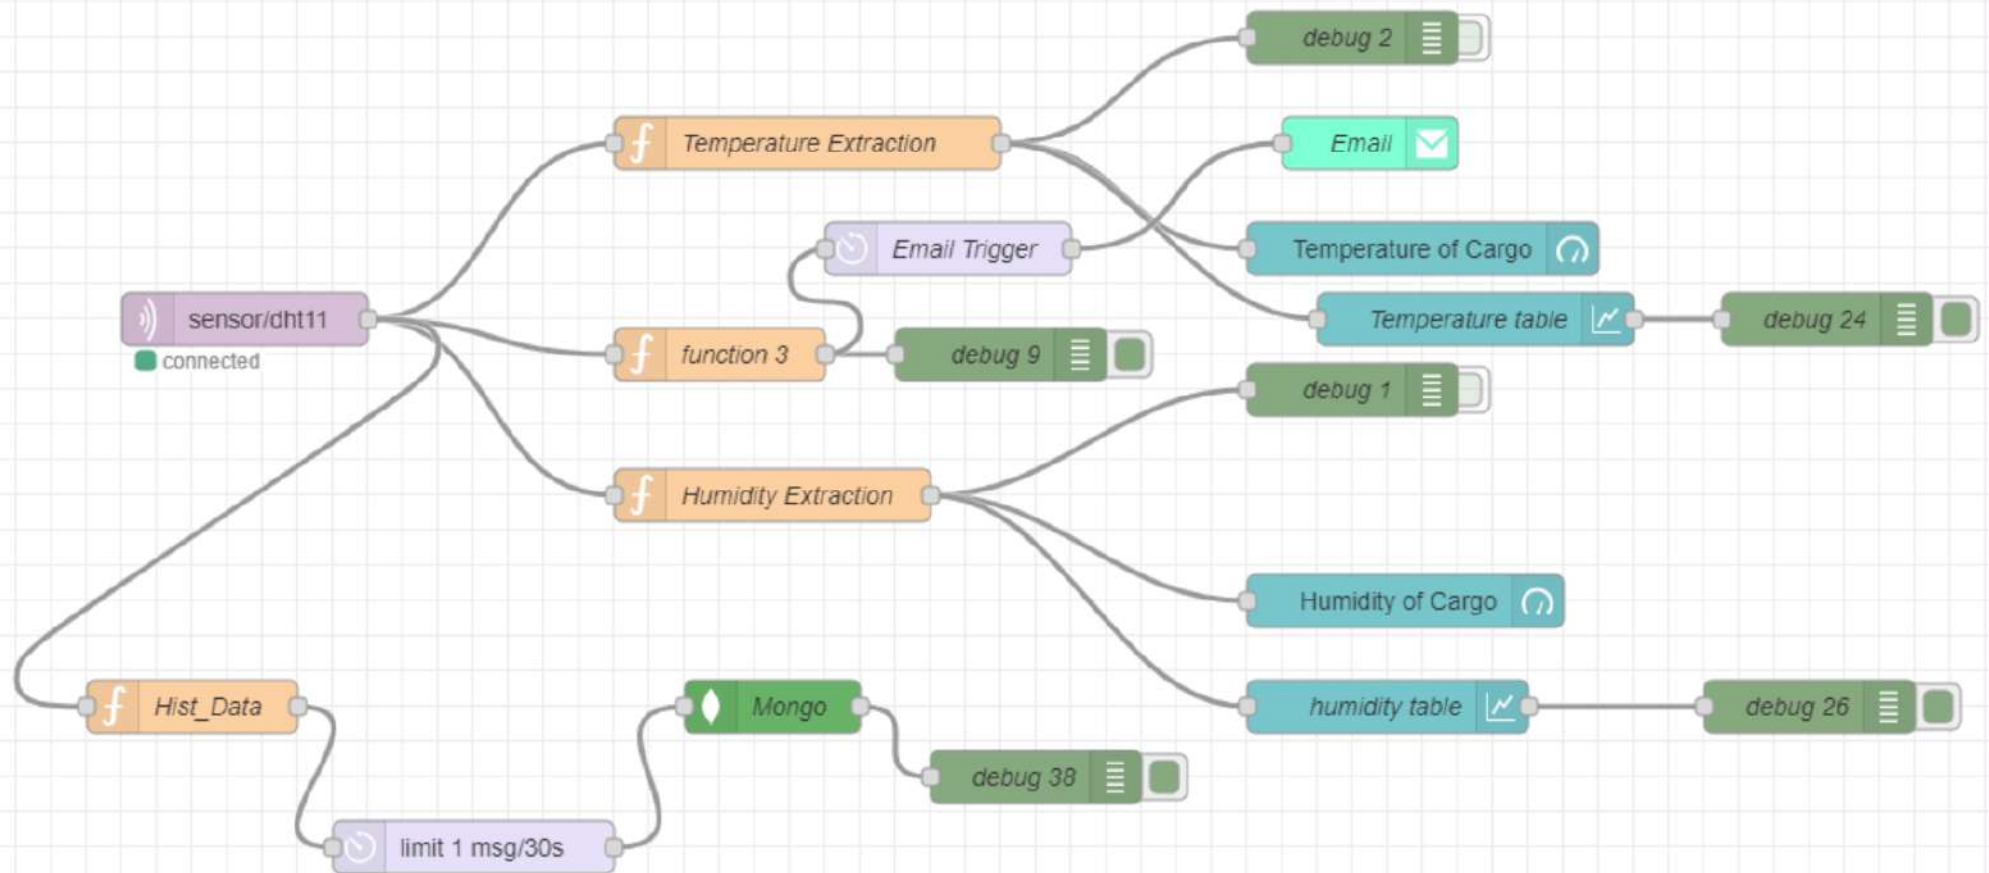 debug 2
Temperature Extraction
Email
Email Trigger
Temperature of Cargo
sensor/dht11
Temperature table
debug 24
connected
function 3
debug 9
debug 1
Humidity Extraction
Humidity of Cargo
Hist_Data
Mongo
humidity table
debug 26
debug 38
limit 1 msg/30s